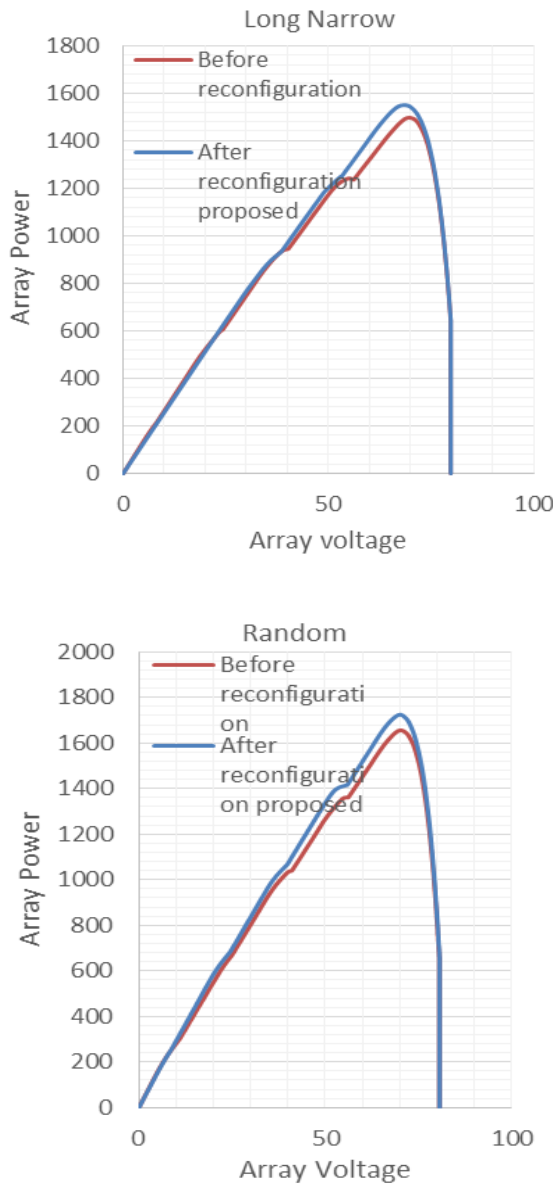 Long Narrow
1800
1600
1400
1200
1000
800
600
400
200
0
Array Power
Before
reconfiguration
After
reconfiguration
proposed
0
50
100
Array voltage
Random
2000
1800
1600
1400
1200
1000
800
600
400
200
0
Array Power
Before
reconfigurati
on
After
reconfigurati
on proposed
0
50
100
Array Voltage